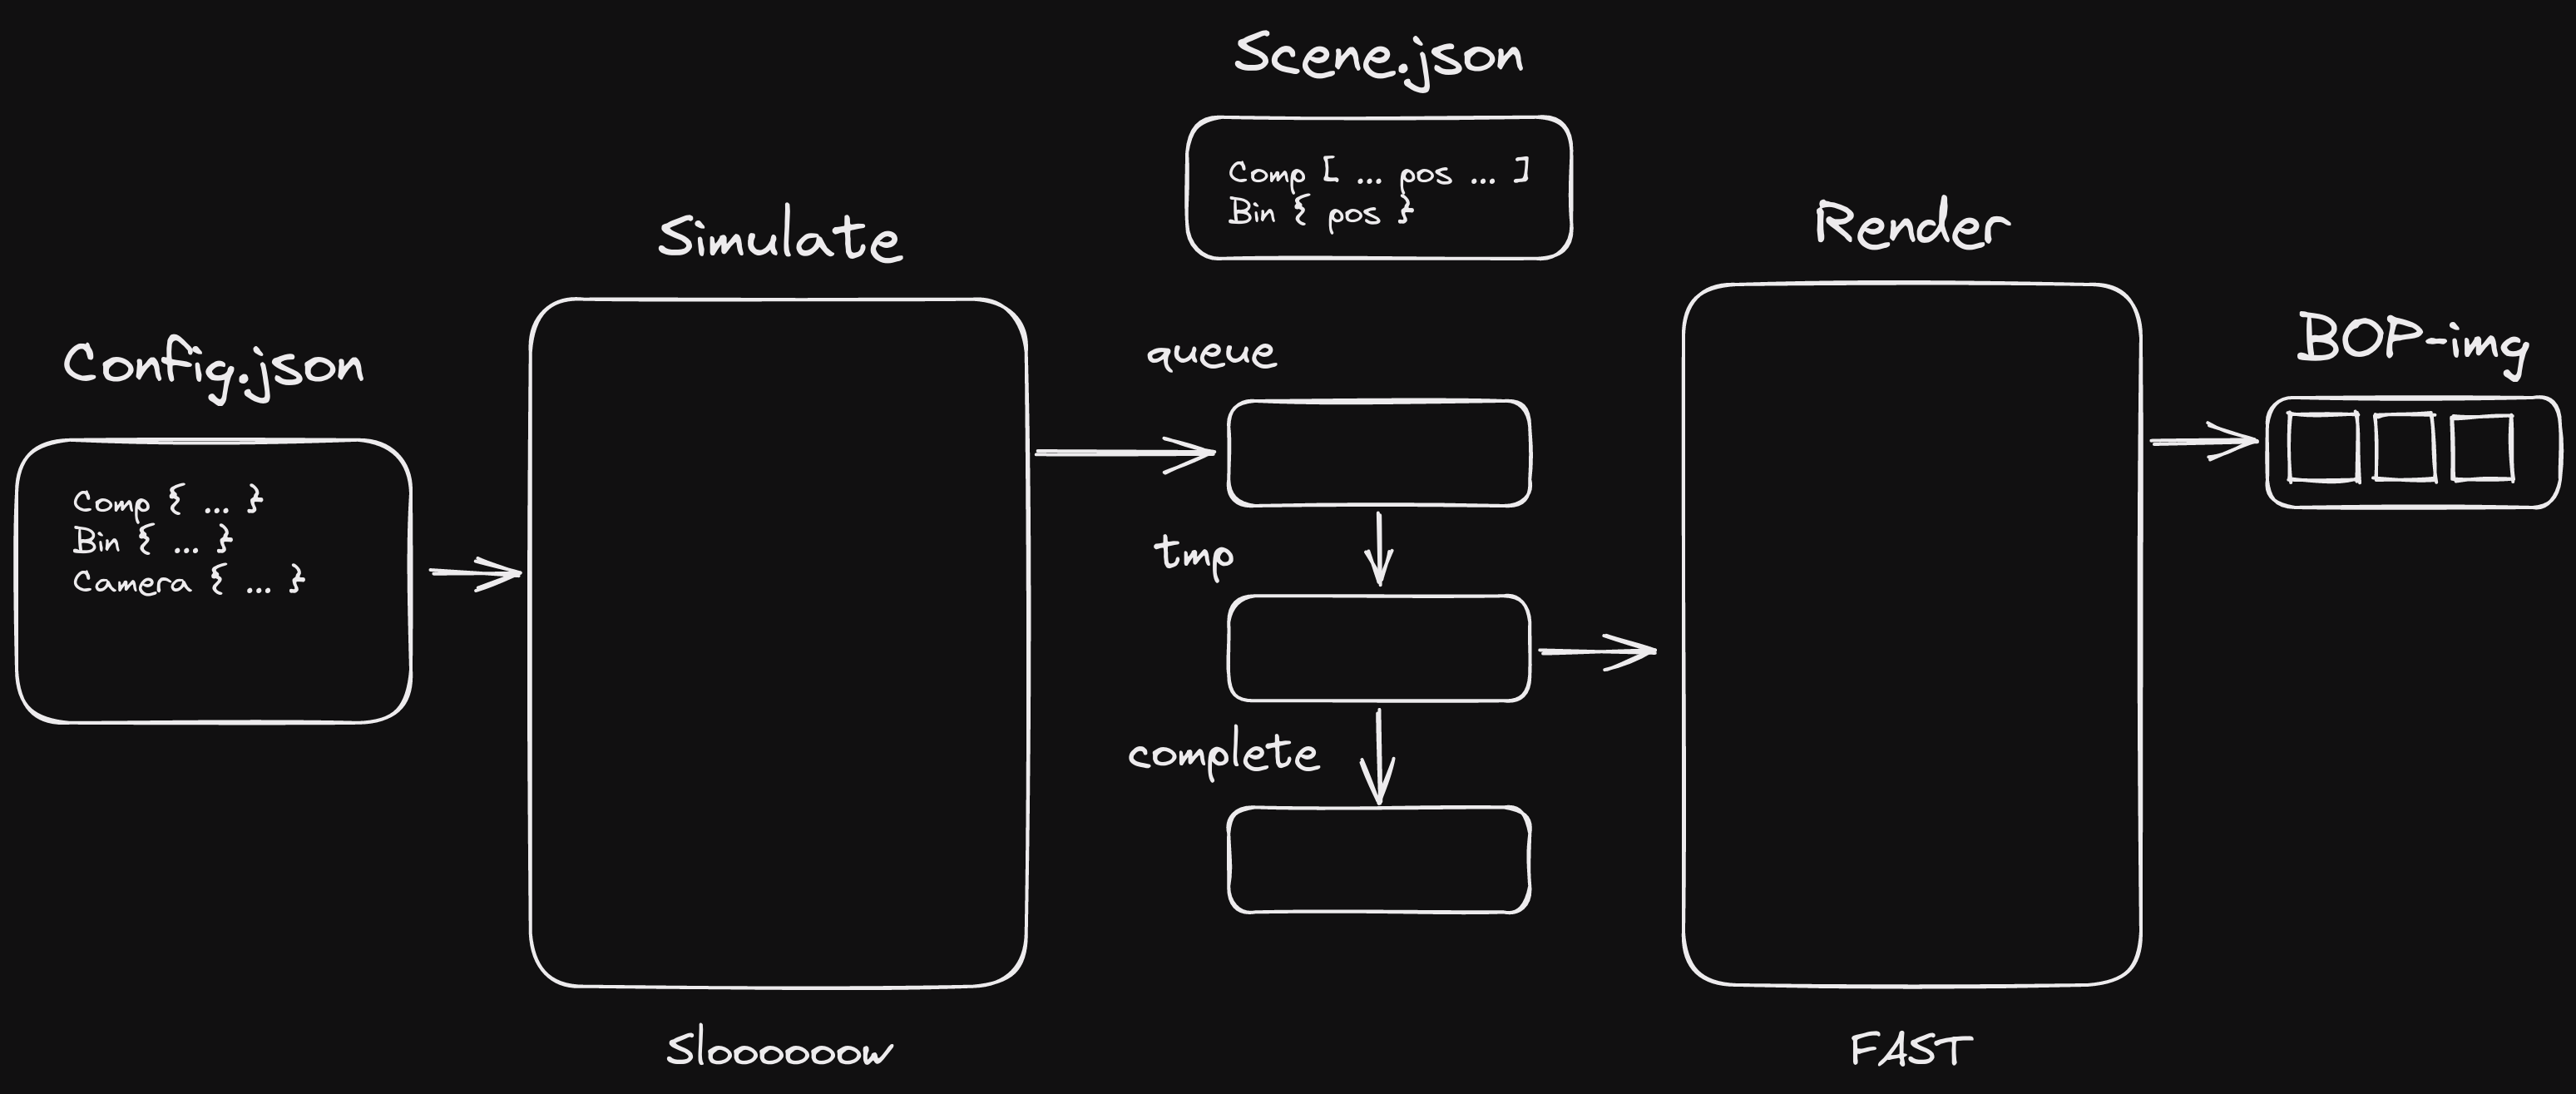 Scene.json
Comp [ ... pos ... ]
Bin { pos }
Simulate
Render
Config.json
Comp { ... }
Bin { ... }
Camera { ... }
queue
tmp
complete
BOP-img
Slooooooow
FAST